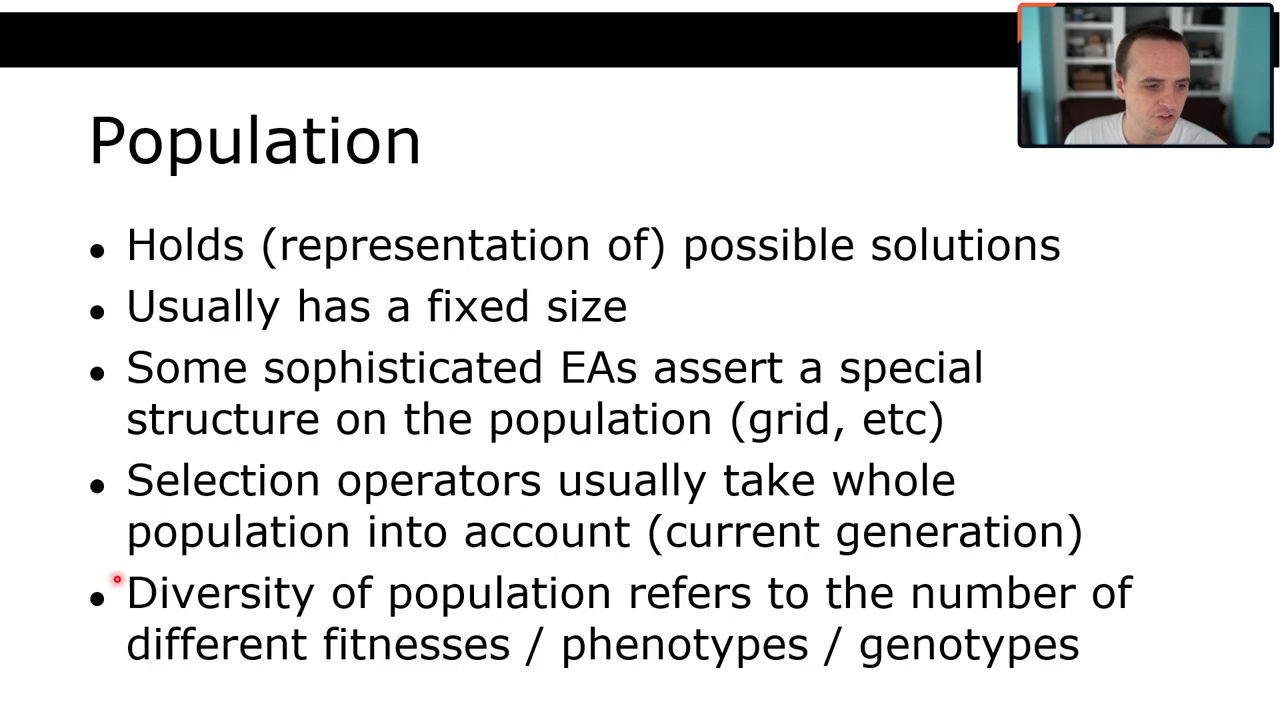 Population
• Holds (representation of) possible solutions
• Usually has a fixed size
• Some sophisticated EAs assert a special
structure on the population (grid, etc)
• Selection operators usually take whole
population into account (current generation)
• Diversity of population refers to the number of
different fitnesses / phenotypes / genotypes